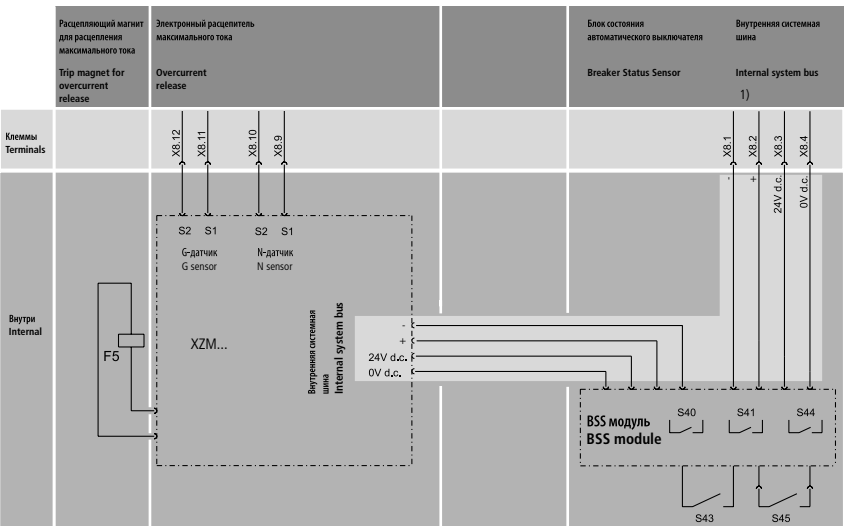 Расцепляющий магнит
для расцепления
максимального тока
Trip magnet for
overcurrent
release
Электронный расцепитель
максимального тока
Overcurrent
release
Блок состояния
автоматического выключателя
Breaker Status Sensor
Внутренняя системная
шина
Internal system bus
1)
Клеммы
Terminals
X8.12
X8.11
X8.10
X8.9
X8.1
X8.2
X8.3
X8.4
-
+
24V d.c.
0V d.c.
Внутри
Internal
S2 S1
S2 S1
G-датчик
G sensor
N-датчик
N sensor
F5
XZM...
Внутренняя системная
шина
Internal system bus
-
+
24V d.c.
0V d.c.
BSS модуль
BSS module
S40
S41
S44
S43
S45